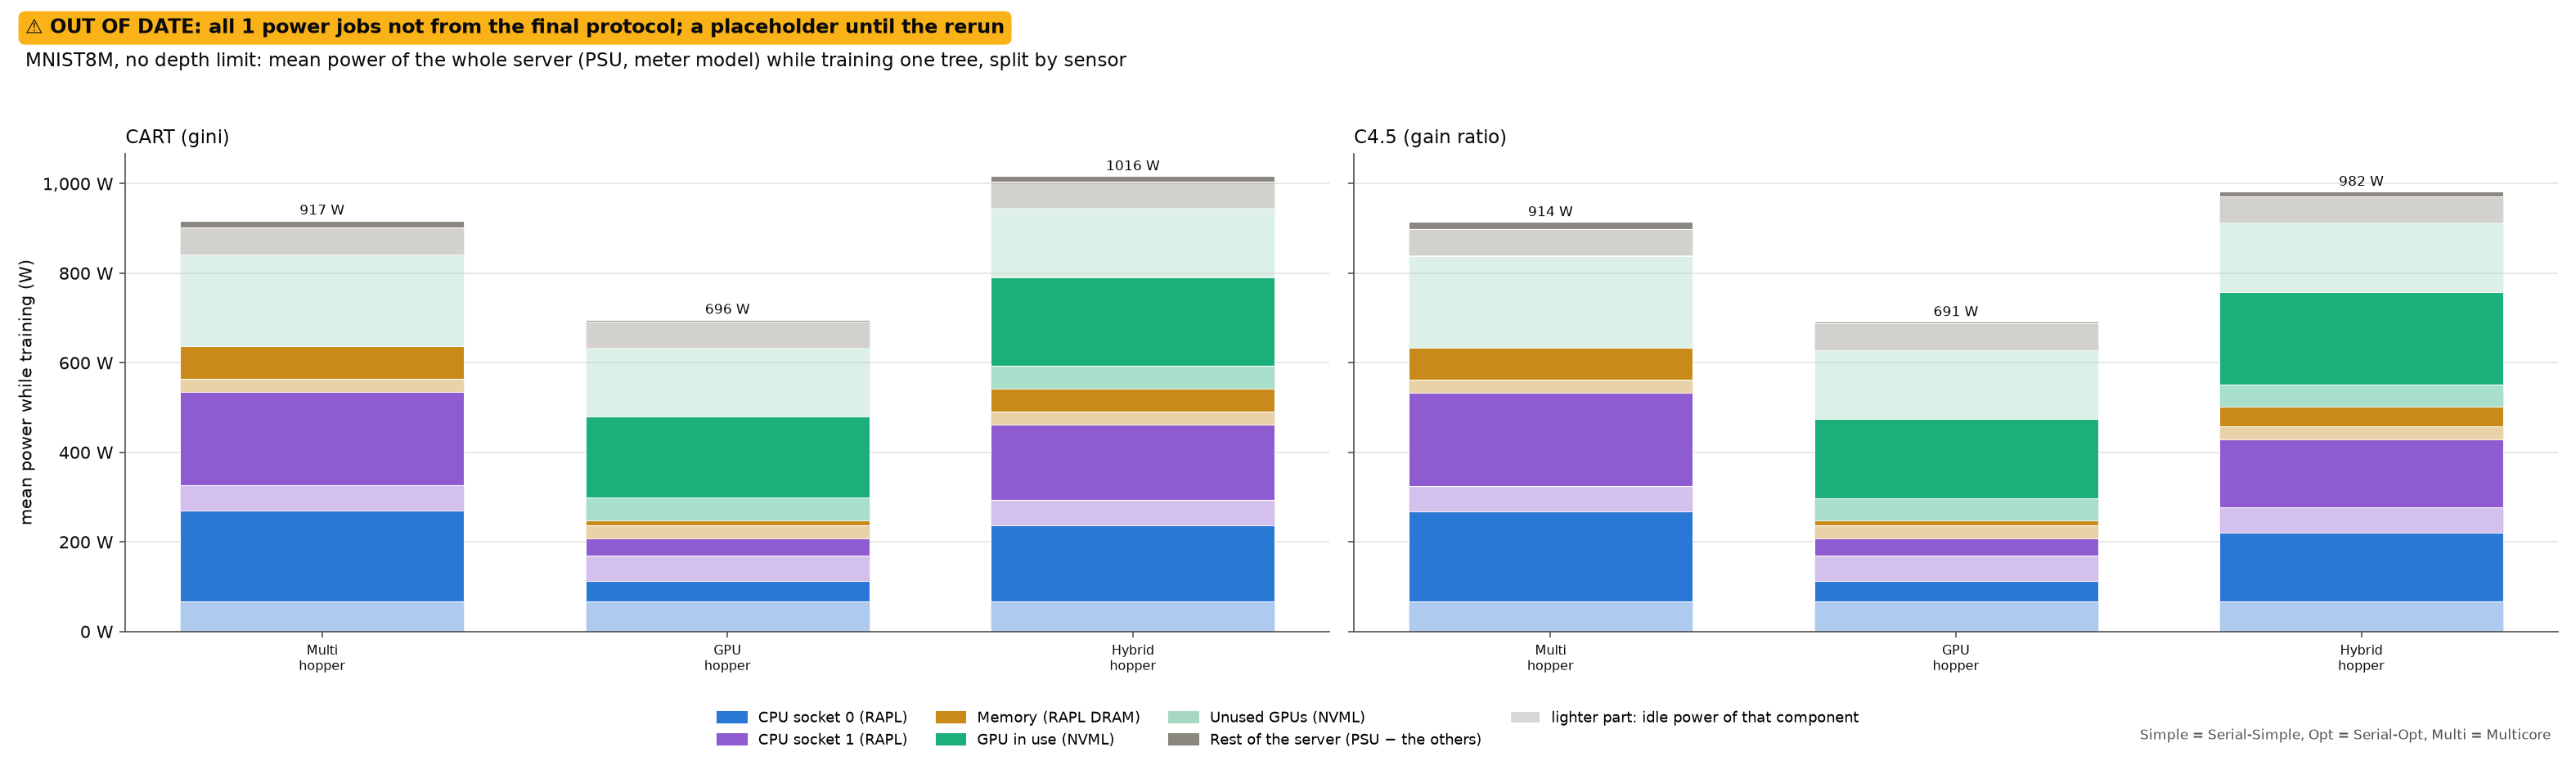 ⚠ OUT OF DATE: all 1 power jobs not from the final protocol; a placeholder until the rerun
MNIST8M, no depth limit: mean power of the whole server (PSU, meter model) while training one tree, split by sensor
CART (gini)
C4.5 (gain ratio)
mean power while training (W)
1,000 W
800 W
600 W
400 W
200 W
0 W
917 W
696 W
1016 W
914 W
691 W
982 W
Multi
hopper
GPU
hopper
Hybrid
hopper
Multi
hopper
GPU
hopper
Hybrid
hopper
CPU socket 0 (RAPL)
CPU socket 1 (RAPL)
Memory (RAPL DRAM)
GPU in use (NVML)
Unused GPUs (NVML)
Rest of the server (PSU − the others)
lighter part: idle power of that component
Simple = Serial-Simple, Opt = Serial-Opt, Multi = Multicore